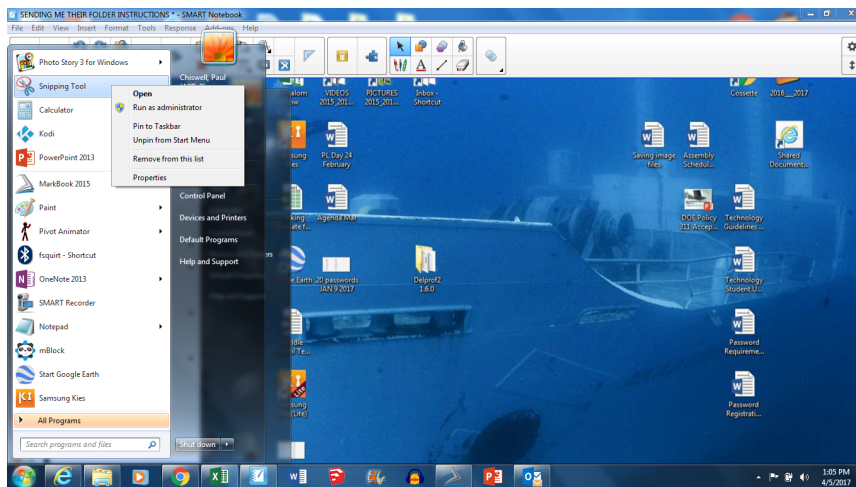 SENDING ME THEIR FOLDER INSTRUCTIONS * - SMART Notebook
File Edit View Insert Format Tools Response Add-ons Help
Photo Story 3 for Windows
Snipping Tool
Calculator
Kodi
PowerPoint 2013
MarkBook 2015
Paint
Pivot Animator
fsquirt - Shortcut
OneNote 2013
SMART Recorder
Notepad
mBlock
Start Google Earth
Samsung Kies
All Programs
Search programs and files
Open
Run as administrator
Pin to Taskbar
Unpin from Start Menu
Remove from this list
Properties
Chiswell, Paul
Control Panel
Devices and Printers
Default Programs
Help and Support
Shut down
VIDEOS
2015_201...
PICTURES
2015_201...
Inbox -
Shortcut
Cossette
2016__2017
PL Day 24
February
Saving image
files
Assembly
Schedul...
Shared
Document...
Agenda Mar
DOE Policy
311 Accep...
Technology
Guidelines ...
20 passwords
JAN 9 2017
Delprof2
1.6.0
Technology
Student U...
Password
Requireme...
Password
Registrati...
1:05 PM
4/5/2017